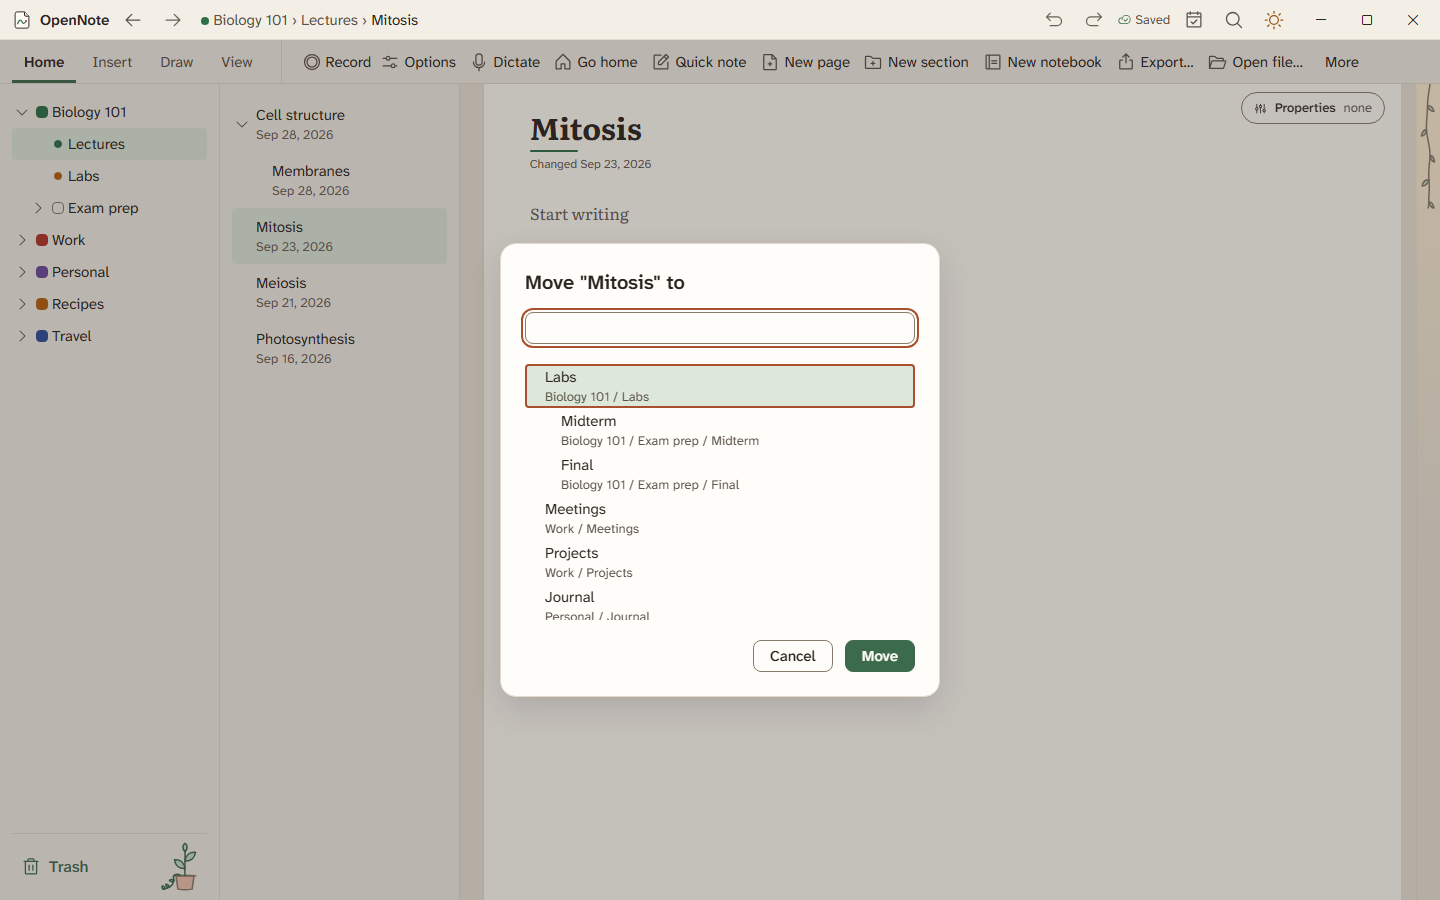 OpenNote
Biology 101 › Lectures › Mitosis
Saved
Home
Insert
Draw
View
Record
Options
Dictate
Go home
Quick note
New page
New section
New notebook
Export...
Open file...
More
Biology 101
Lectures
Labs
Exam prep
Work
Personal
Recipes
Travel
Trash
Cell structure
Sep 28, 2026
Membranes
Sep 28, 2026
Mitosis
Sep 23, 2026
Meiosis
Sep 21, 2026
Photosynthesis
Sep 16, 2026
Properties none
Mitosis
Changed Sep 23, 2026
Start writing
Move "Mitosis" to
Labs
Biology 101 / Labs
Midterm
Biology 101 / Exam prep / Midterm
Final
Biology 101 / Exam prep / Final
Meetings
Work / Meetings
Projects
Work / Projects
Journal
Personal / Journal
Cancel
Move